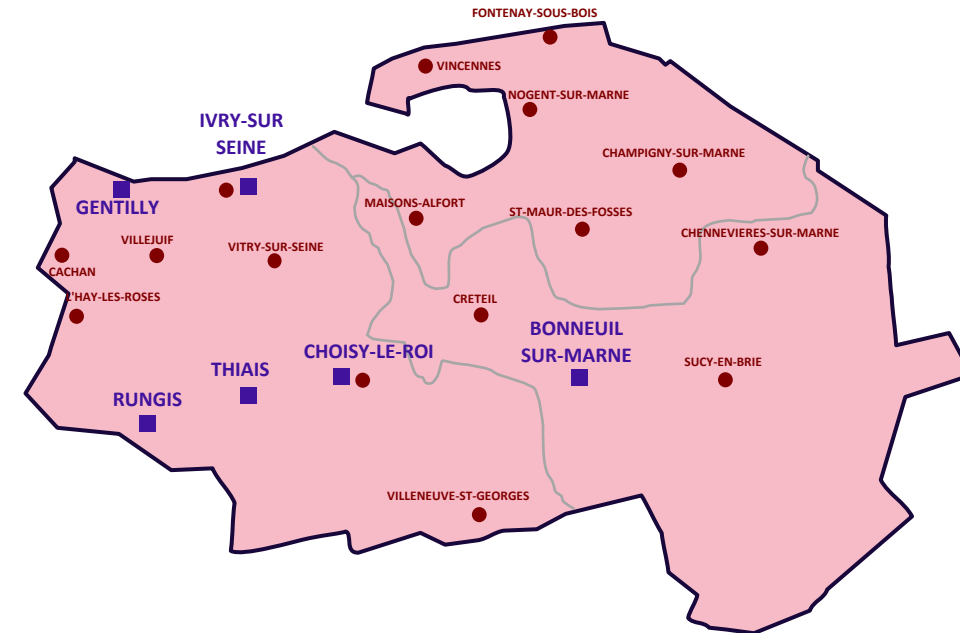 FONTENAY-SOUS-BOIS
VINCENNES
NOGENT-SUR-MARNE
IVRY-SUR
SEINE
CHAMPIGNY-SUR-MARNE
GENTILLY
MAISONS-ALFORT
ST-MAUR-DES-FOSSES
VILLEJUIF
VITRY-SUR-SEINE
CHENNEVIERES-SUR-MARNE
CACHAN
L'HAY-LES-ROSES
CRETEIL
BONNEUIL
SUR-MARNE
CHOISY-LE-ROI
THIAIS
SUCY-EN-BRIE
RUNGIS
VILLENEUVE-ST-GEORGES